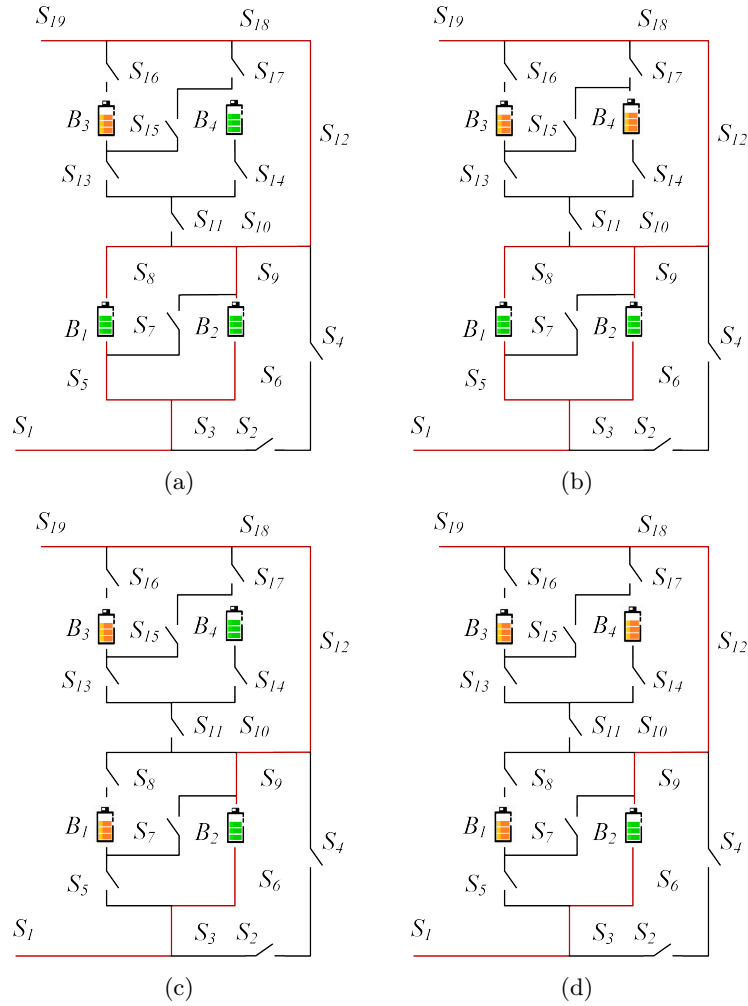 S19 S18
S16 S17
B3 S15 B4
S12
S13 S14
S11 S10
S8 S9
B1 S7 B2
S4
S5 S6
S1 S3 S2
(a)
S19 S18
S16 S17
B3 S15 B4
S12
S13 S14
S11 S10
S8 S9
B1 S7 B2
S4
S5 S6
S1 S3 S2
(b)
S19 S18
S16 S17
B3 S15 B4
S12
S13 S14
S11 S10
S8 S9
B1 S7 B2
S4
S5 S6
S1 S3 S2
(c)
S19 S18
S16 S17
B3 S15 B4
S12
S13 S14
S11 S10
S8 S9
B1 S7 B2
S4
S5 S6
S1 S3 S2
(d)